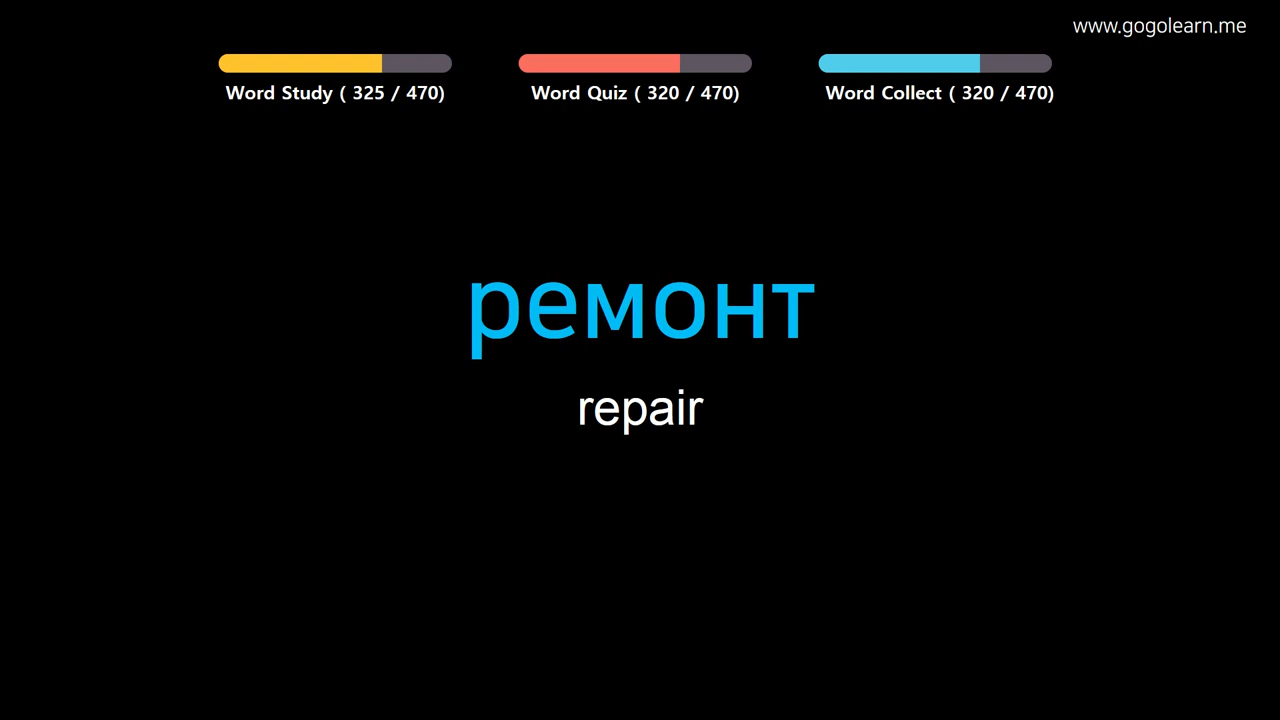 www.gogolearn.me
Word Study ( 325 / 470)
Word Quiz ( 320 / 470)
Word Collect ( 320 / 470)
ремонт
repair